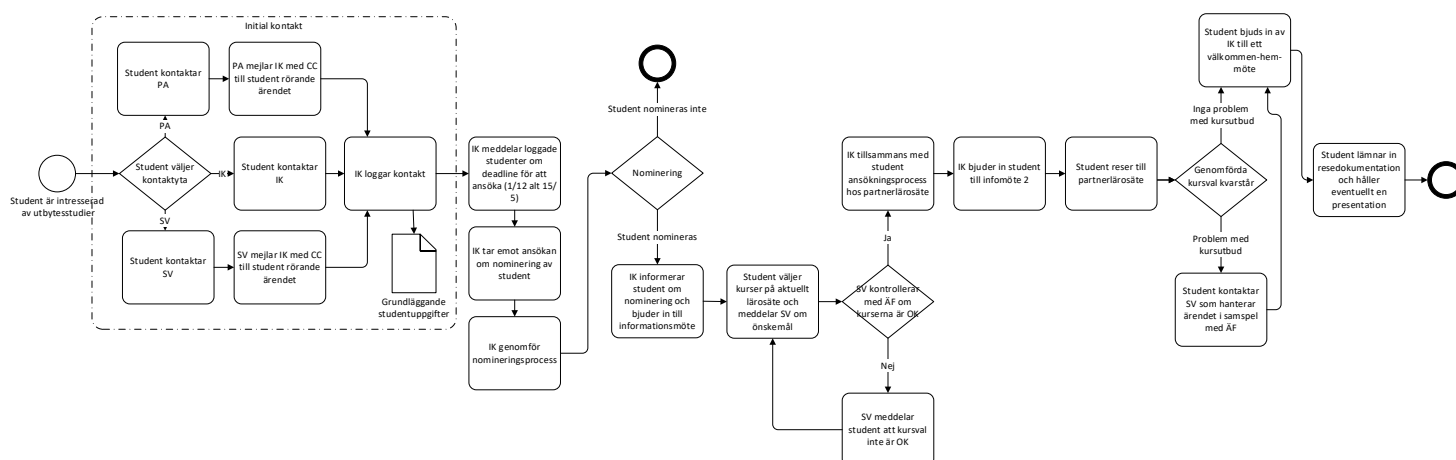 Initial kontakt
Student är intresserad
av utbytesstudier
Student väljer
kontaktyta
PA
IK
SV
Student kontaktar
PA
PA mejlar IK med CC
till student rörande
ärendet
Student kontaktar
IK
Student kontaktar
SV
SV mejlar IK med CC
till student rörande
ärendet
IK loggar kontakt
Grundläggande
studentuppgifter
IK meddelar loggade
studenter om
deadline för att
ansöka (1/12 alt 15/
5)
IK tar emot ansökan
om nominering av
student
IK genomför
nomineringsprocess
Nominering
Student nomineras inte
Student nomineras
IK informerar
student om
nominering och
bjuder in till
informationsmöte
Student väljer
kurser på aktuellt
lärosäte och
meddelar SV om
önskemål
SV kontrollerar
med ÄF om
kurserna är OK
Ja
Nej
SV meddelar
student att kursval
inte är OK
IK tillsammans med
student
ansökningsprocess
hos partnerlärosäte
IK bjuder in student
till infomöte 2
Student reser till
partnerlärosäte
Genomförda
kursval kvarstår
Inga problem
med kursutbud
Problem med
kursutbud
Student kontaktar
SV som hanterar
ärendet i samspel
med ÄF
Student bjuds in av
IK till ett
välkommen-hem-
möte
Student lämnar in
resedokumentation
och håller
eventuellt en
presentation